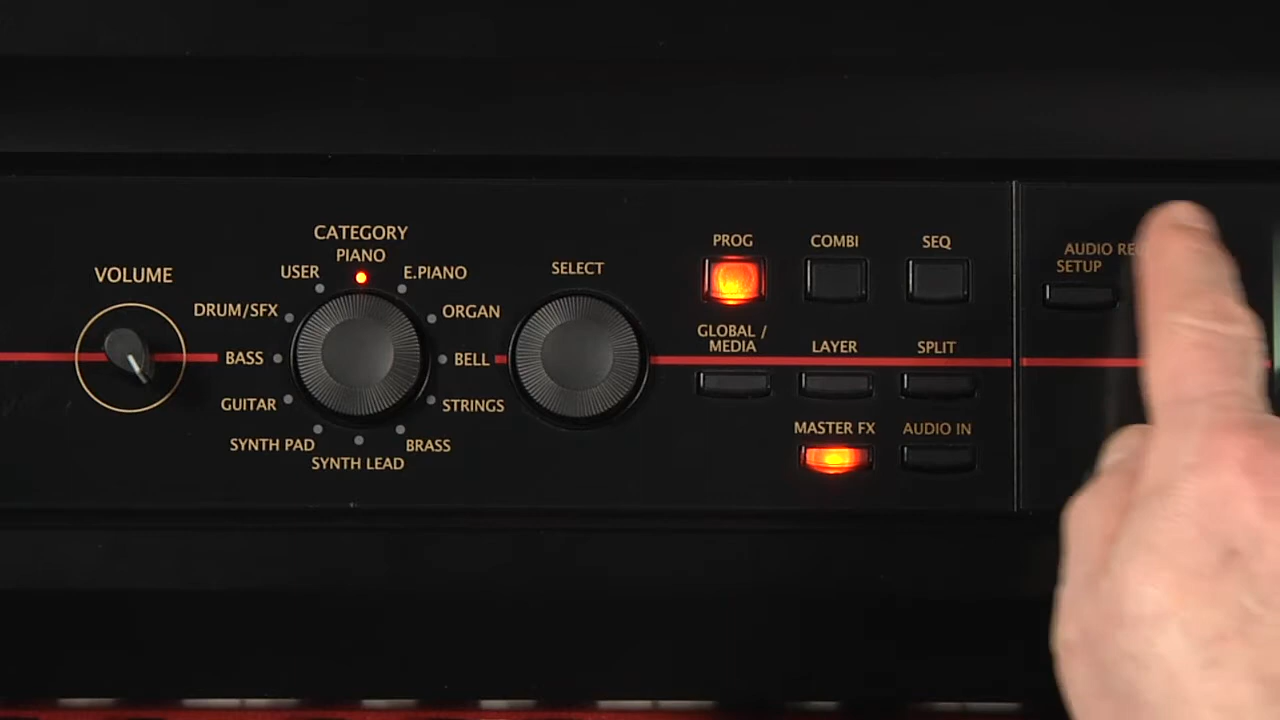 VOLUME
CATEGORY
PIANO
USER
E.PIANO
DRUM/SFX
ORGAN
BASS
BELL
GUITAR
STRINGS
SYNTH PAD
BRASS
SYNTH LEAD
SELECT
PROG
COMBI
SEQ
GLOBAL /
MEDIA
LAYER
SPLIT
MASTER FX
AUDIO IN
AUDIO
SETUP